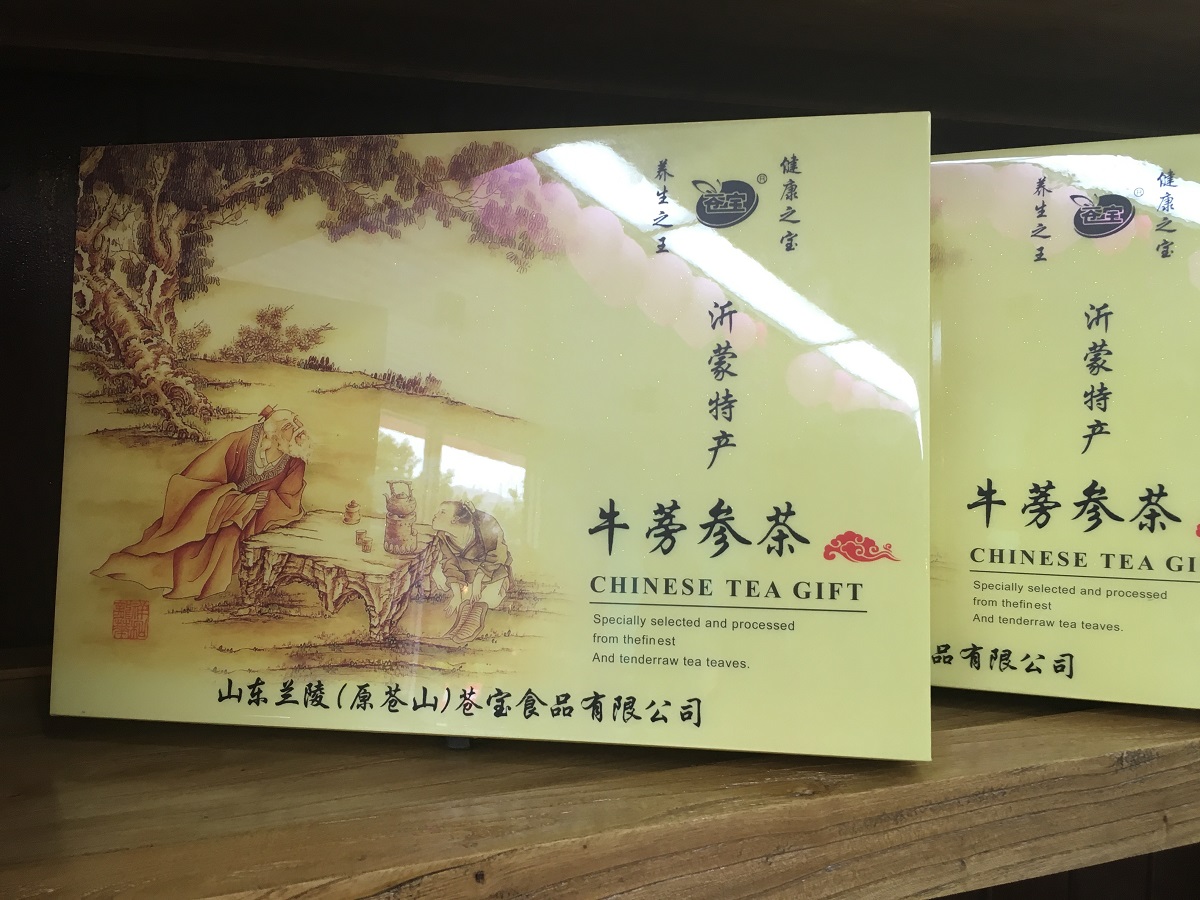 养生之王
苍宝®
健康之宝
沂蒙特产
牛蒡参茶
CHINESE TEA GIFT
Specially selected and processed
from thefinest
And tenderraw tea teaves.
山东兰陵(原苍山)苍宝食品有限公司
养生之王
苍宝®
健康之宝
沂蒙特产
牛蒡参茶
CHINESE TEA GI
Specially selected and processed
from thefinest
And tenderraw tea teaves.
品有限公司